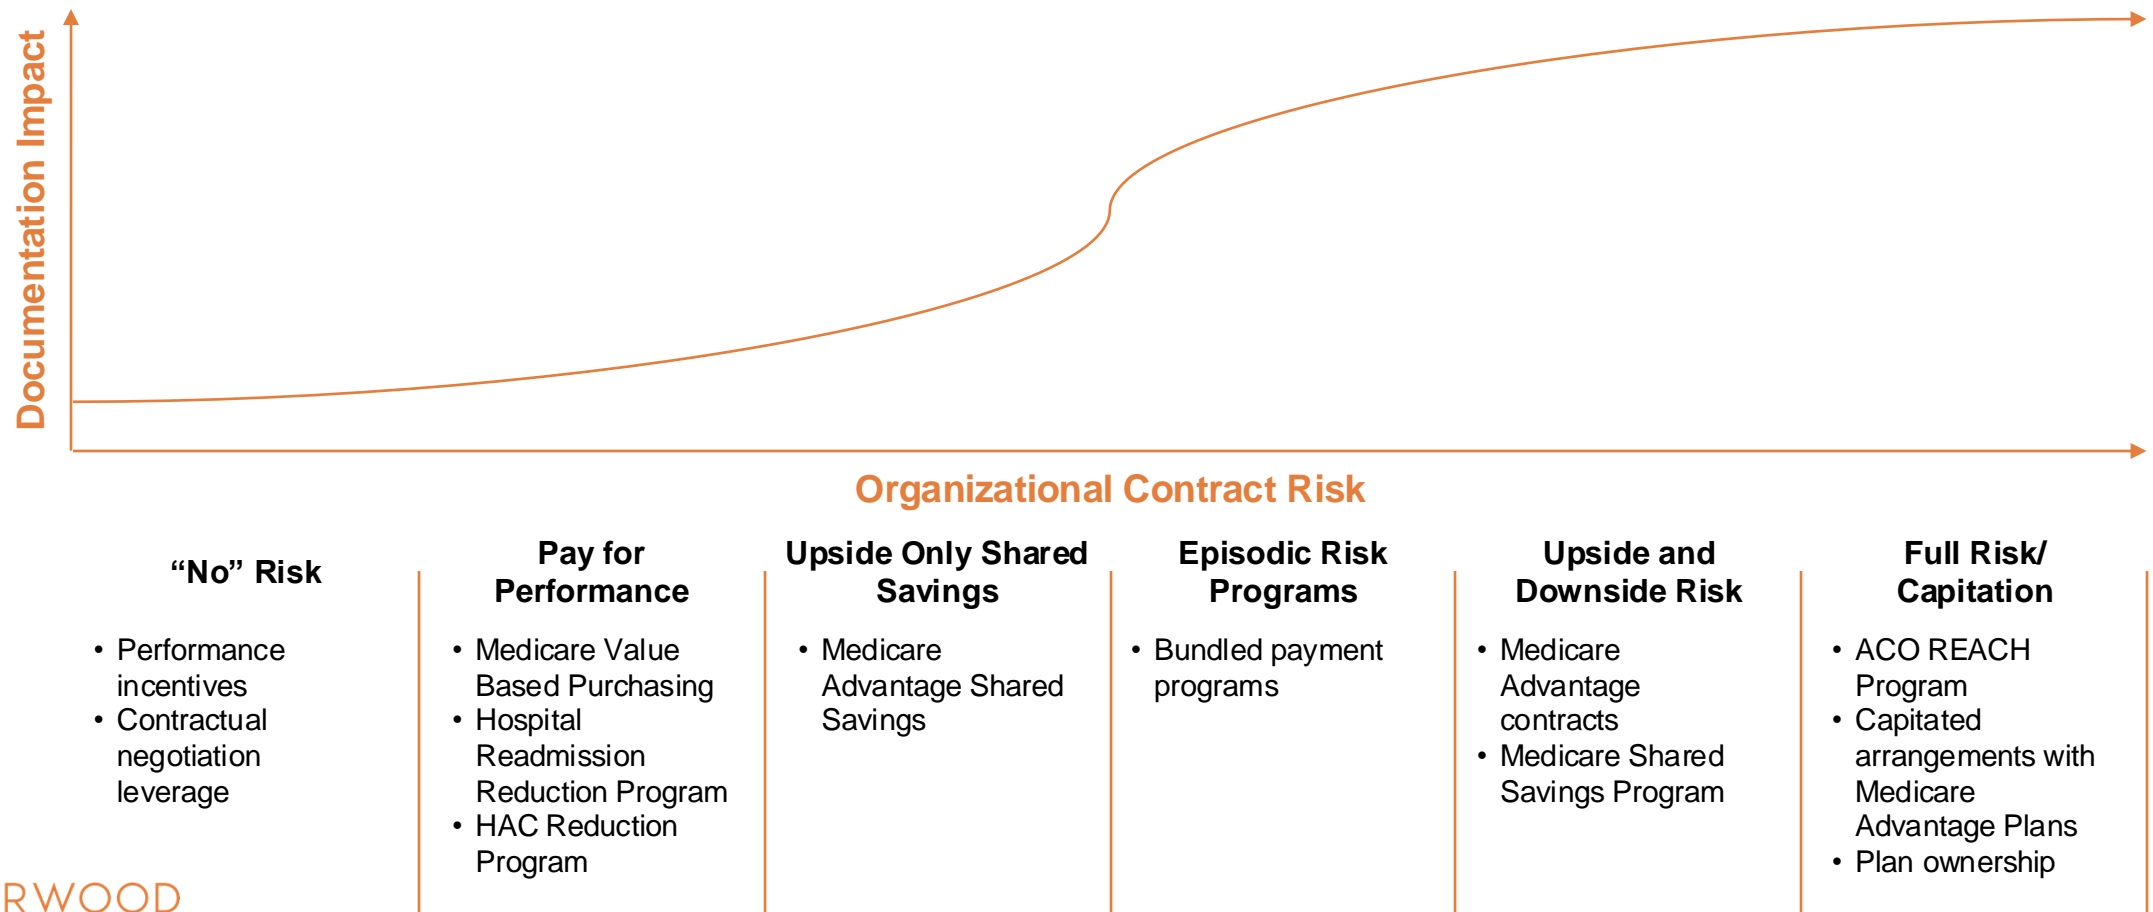 Documentation Impact
Organizational Contract Risk
“No” Risk
• Performance
incentives
• Contractual
negotiation
leverage
Pay for
Performance
• Medicare Value
Based Purchasing
• Hospital
Readmission
Reduction Program
• HAC Reduction
Program
Upside Only Shared
Savings
• Medicare
Advantage Shared
Savings
Episodic Risk
Programs
• Bundled payment
programs
Upside and
Downside Risk
• Medicare
Advantage
contracts
• Medicare Shared
Savings Program
Full Risk/
Capitation
• ACO REACH
Program
• Capitated
arrangements with
Medicare
Advantage Plans
• Plan ownership
RWOOD